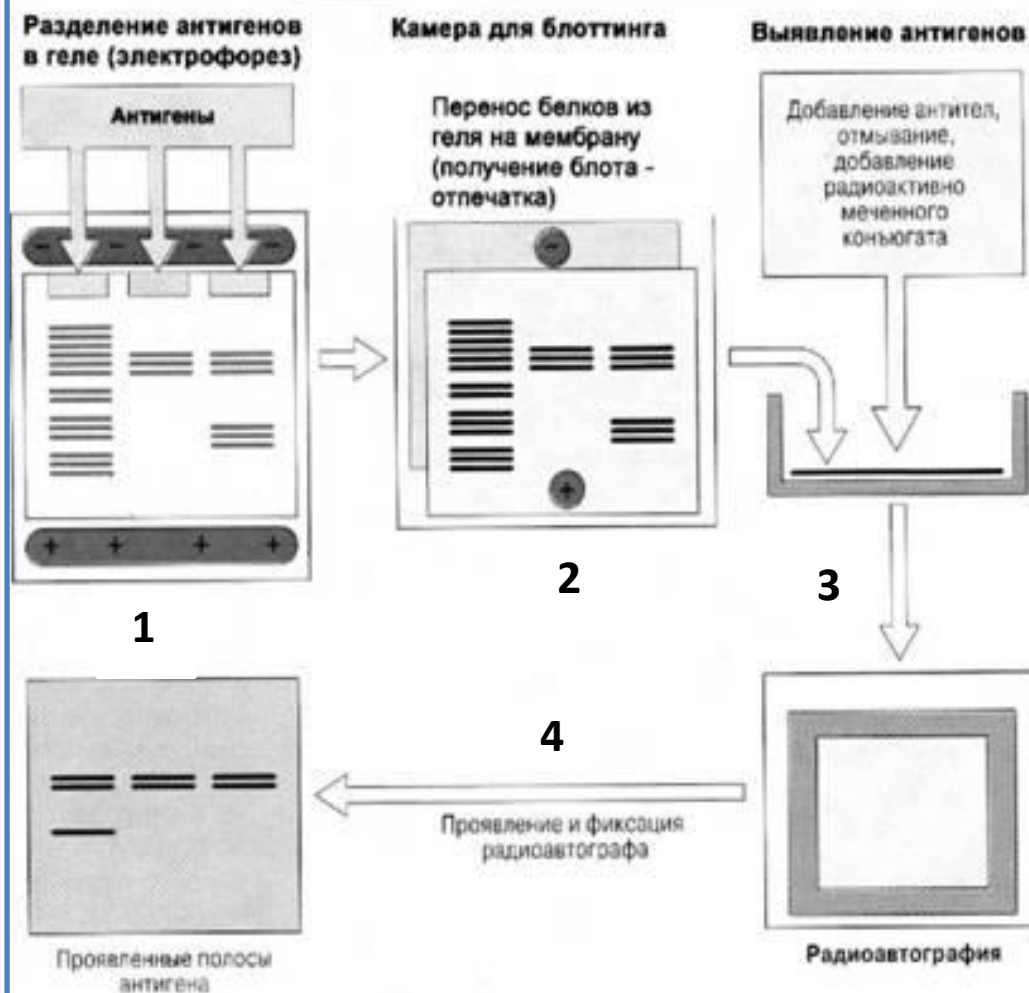 Разделение антигенов
в геле (электрофорез)
Антигены
- - - -
+ + + +
1
Камера для блоттинга
Перенос белков из
геля на мембрану
(получение блота -
отпечатка)
-
+
2
Выявление антигенов
Добавление антител,
отмывание,
добавление
радиоактивно
меченного
конъюгата
3
Радиоавтография
4
Проявление и фиксация
радиоавтографа
Проявленные полосы
антигена